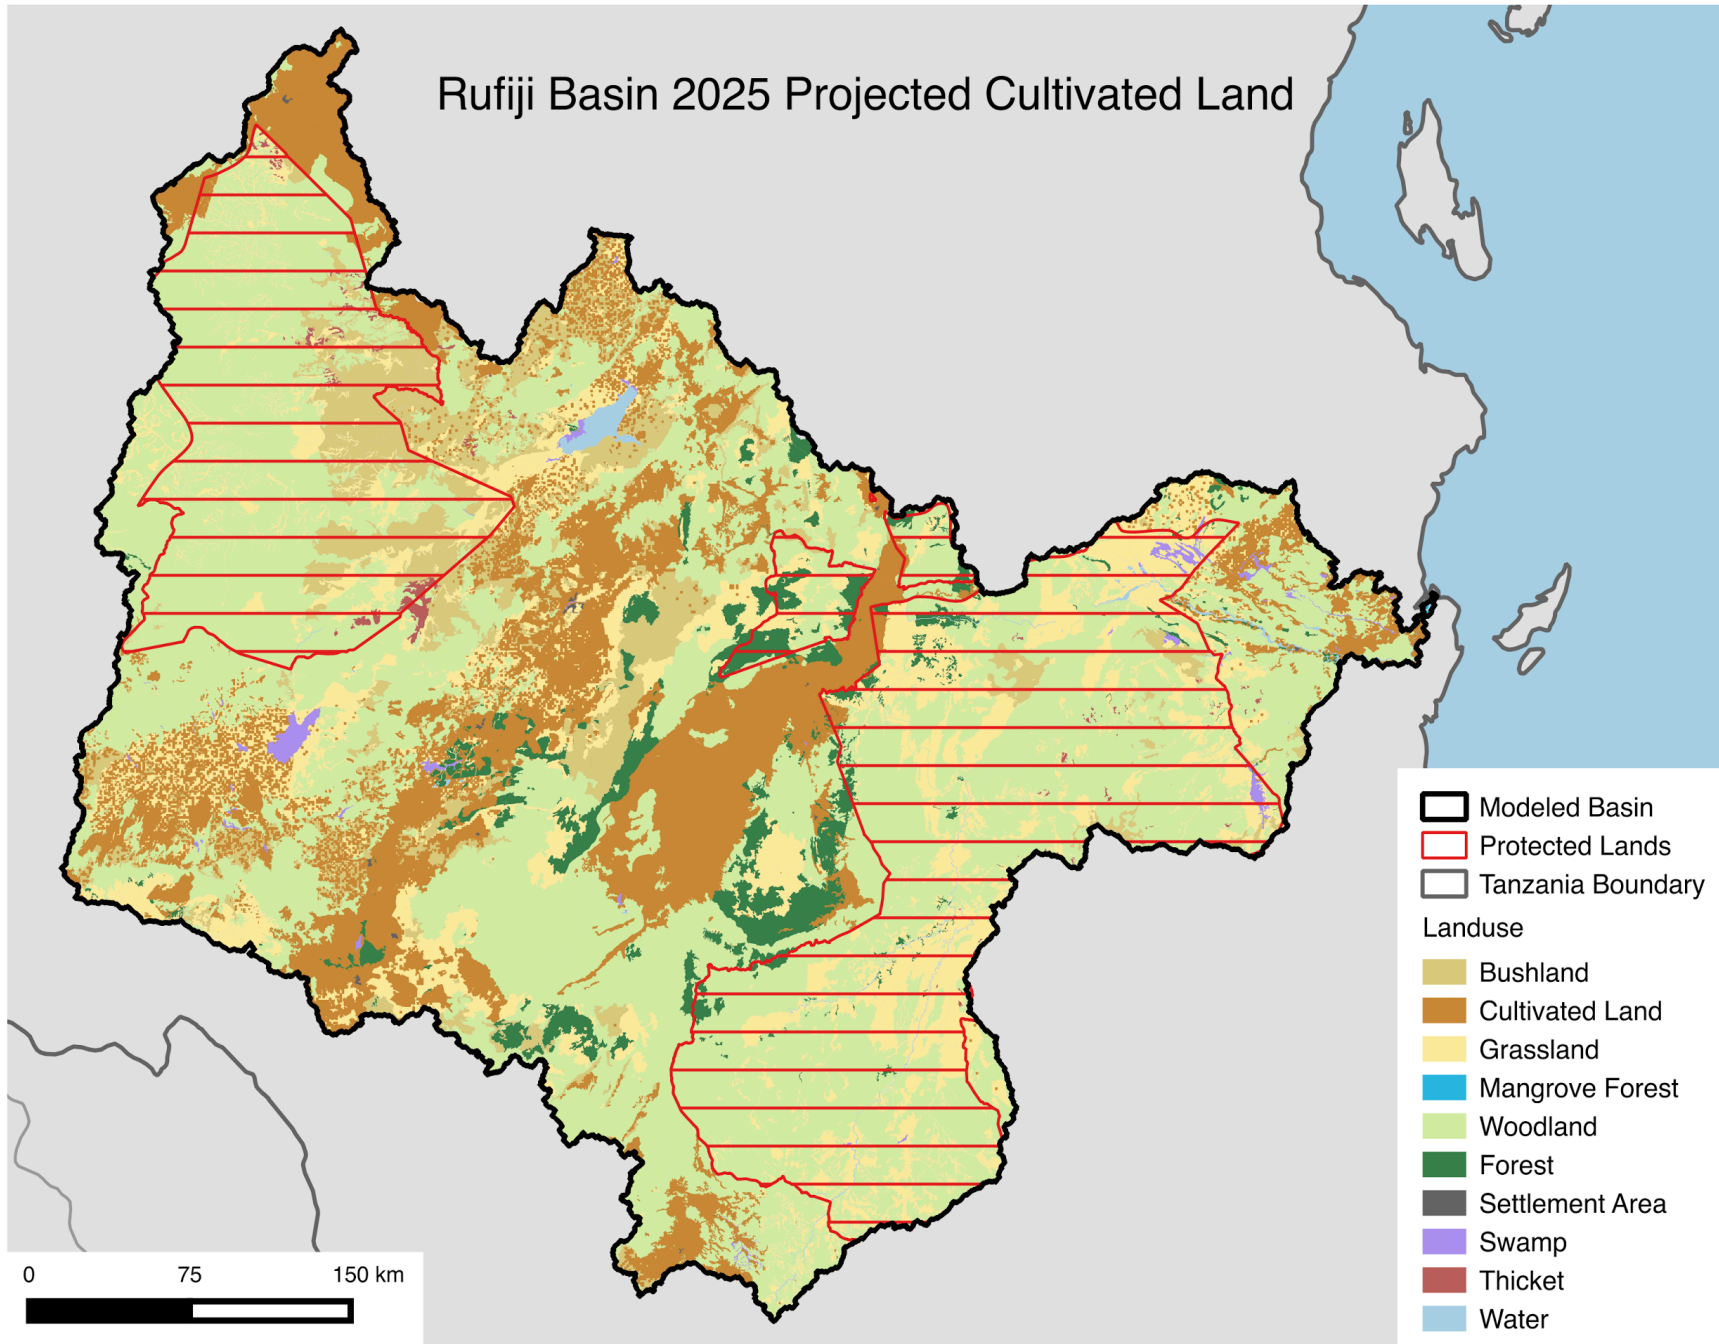 Rufiji Basin 2025 Projected Cultivated Land
Modeled Basin
Protected Lands
Tanzania Boundary
Landuse
Bushland
Cultivated Land
Grassland
Mangrove Forest
Woodland
Forest
Settlement Area
Swamp
Thicket
Water
0 75 150 km